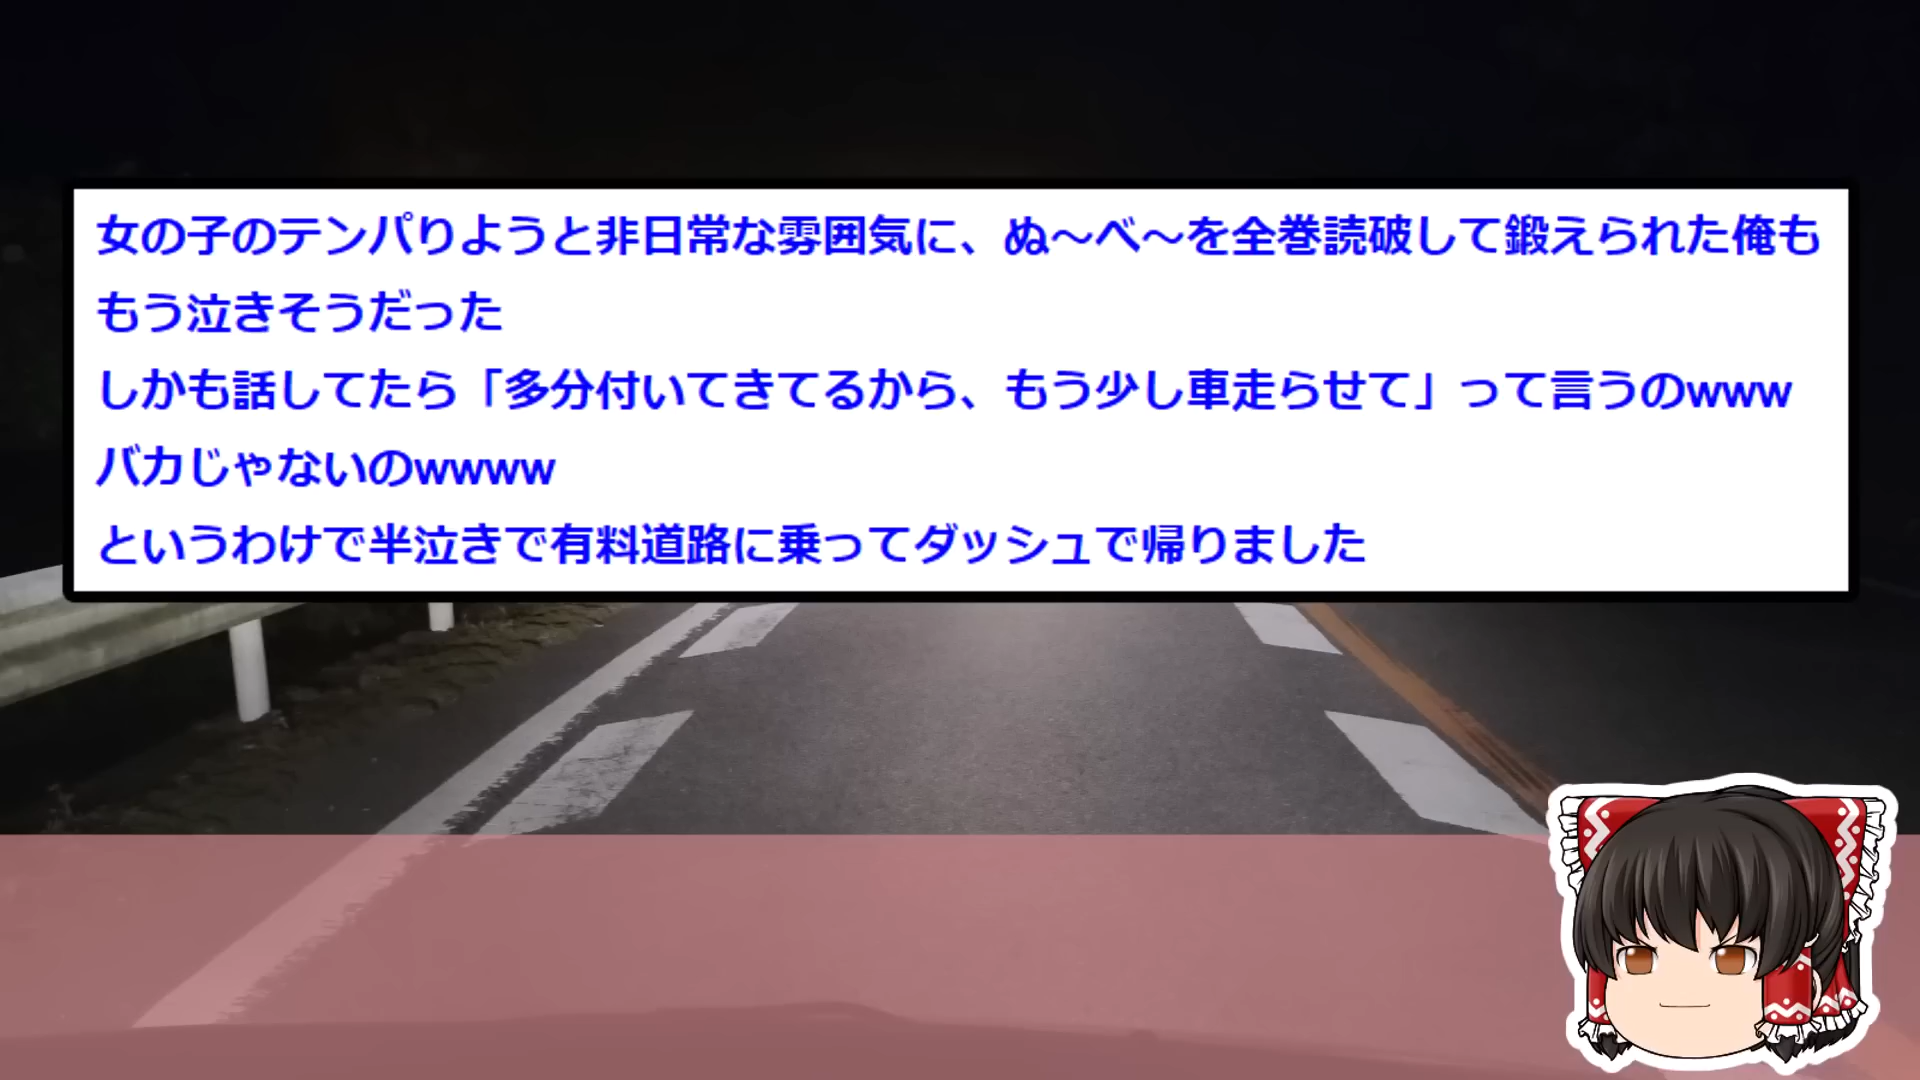 女の子のテンパりようと非日常な雰囲気に、ぬ～べ～を全巻読破して鍛えられた俺も
もう泣きそうだった
しかも話してたら「多分付いてきてるから、もう少し車走らせて」って言うのwww
バカじゃないのwwww
というわけで半泣きで有料道路に乗ってダッシュで帰りました